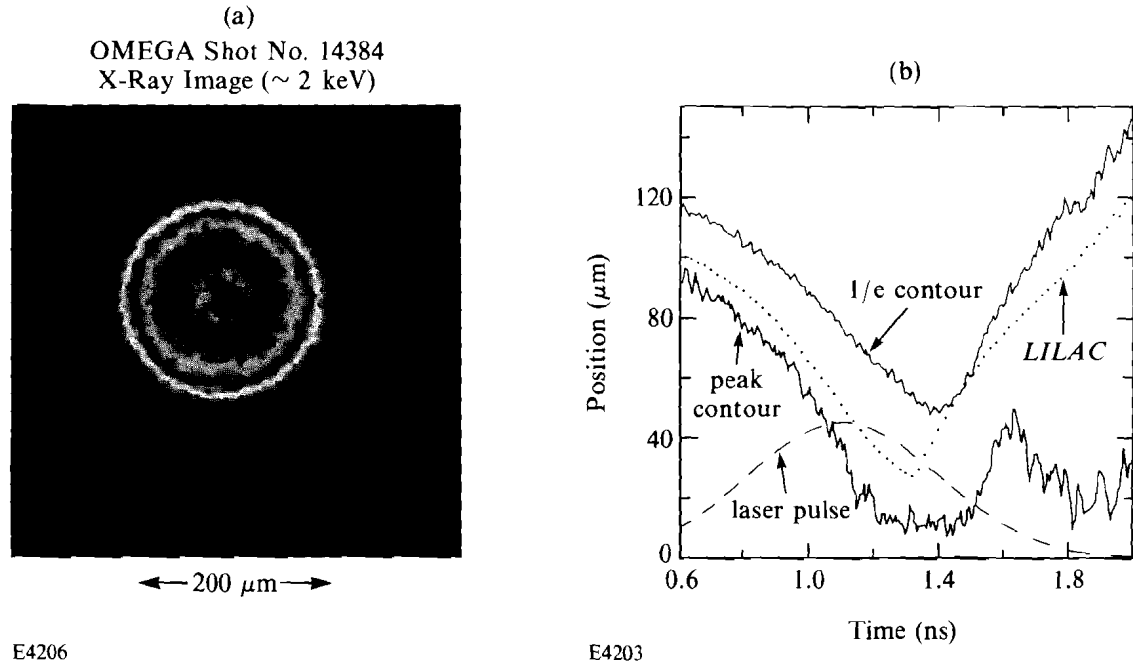 (a)
OMEGA Shot No. 14384
X-Ray Image (~ 2 keV)
200 μm
E4206
(b)
Position (μm)
120
80
40
0
0.6
1.0
1.4
1.8
Time (ns)
1/e contour
LILAC
peak
contour
laser pulse
E4203